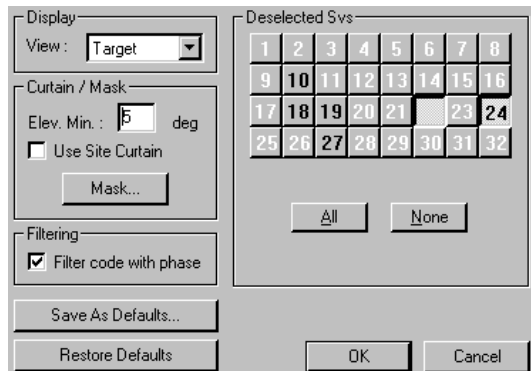 Display
View : Target
Curtain / Mask
Elev. Min. : 5 deg
Use Site Curtain
Mask...
Filtering
Filter code with phase
Save As Defaults...
Restore Defaults
Deselected Svs
1 2 3 4 5 6 7 8
9 10 11 12 13 14 15 16
17 18 19 20 21 23 24
25 26 27 28 29 30 31 32
All None
OK Cancel